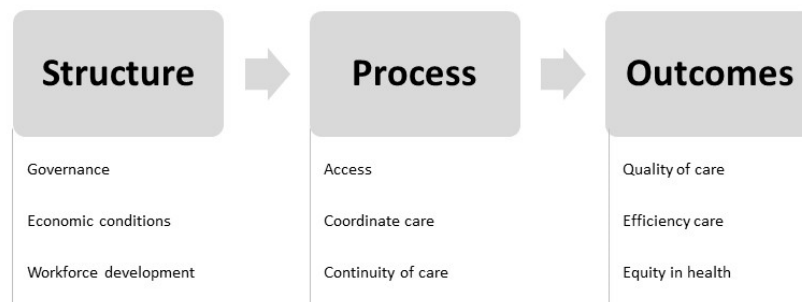 Structure
Process
Outcomes
Governance
Economic conditions
Workforce development
Access
Coordinate care
Continuity of care
Quality of care
Efficiency care
Equity in health